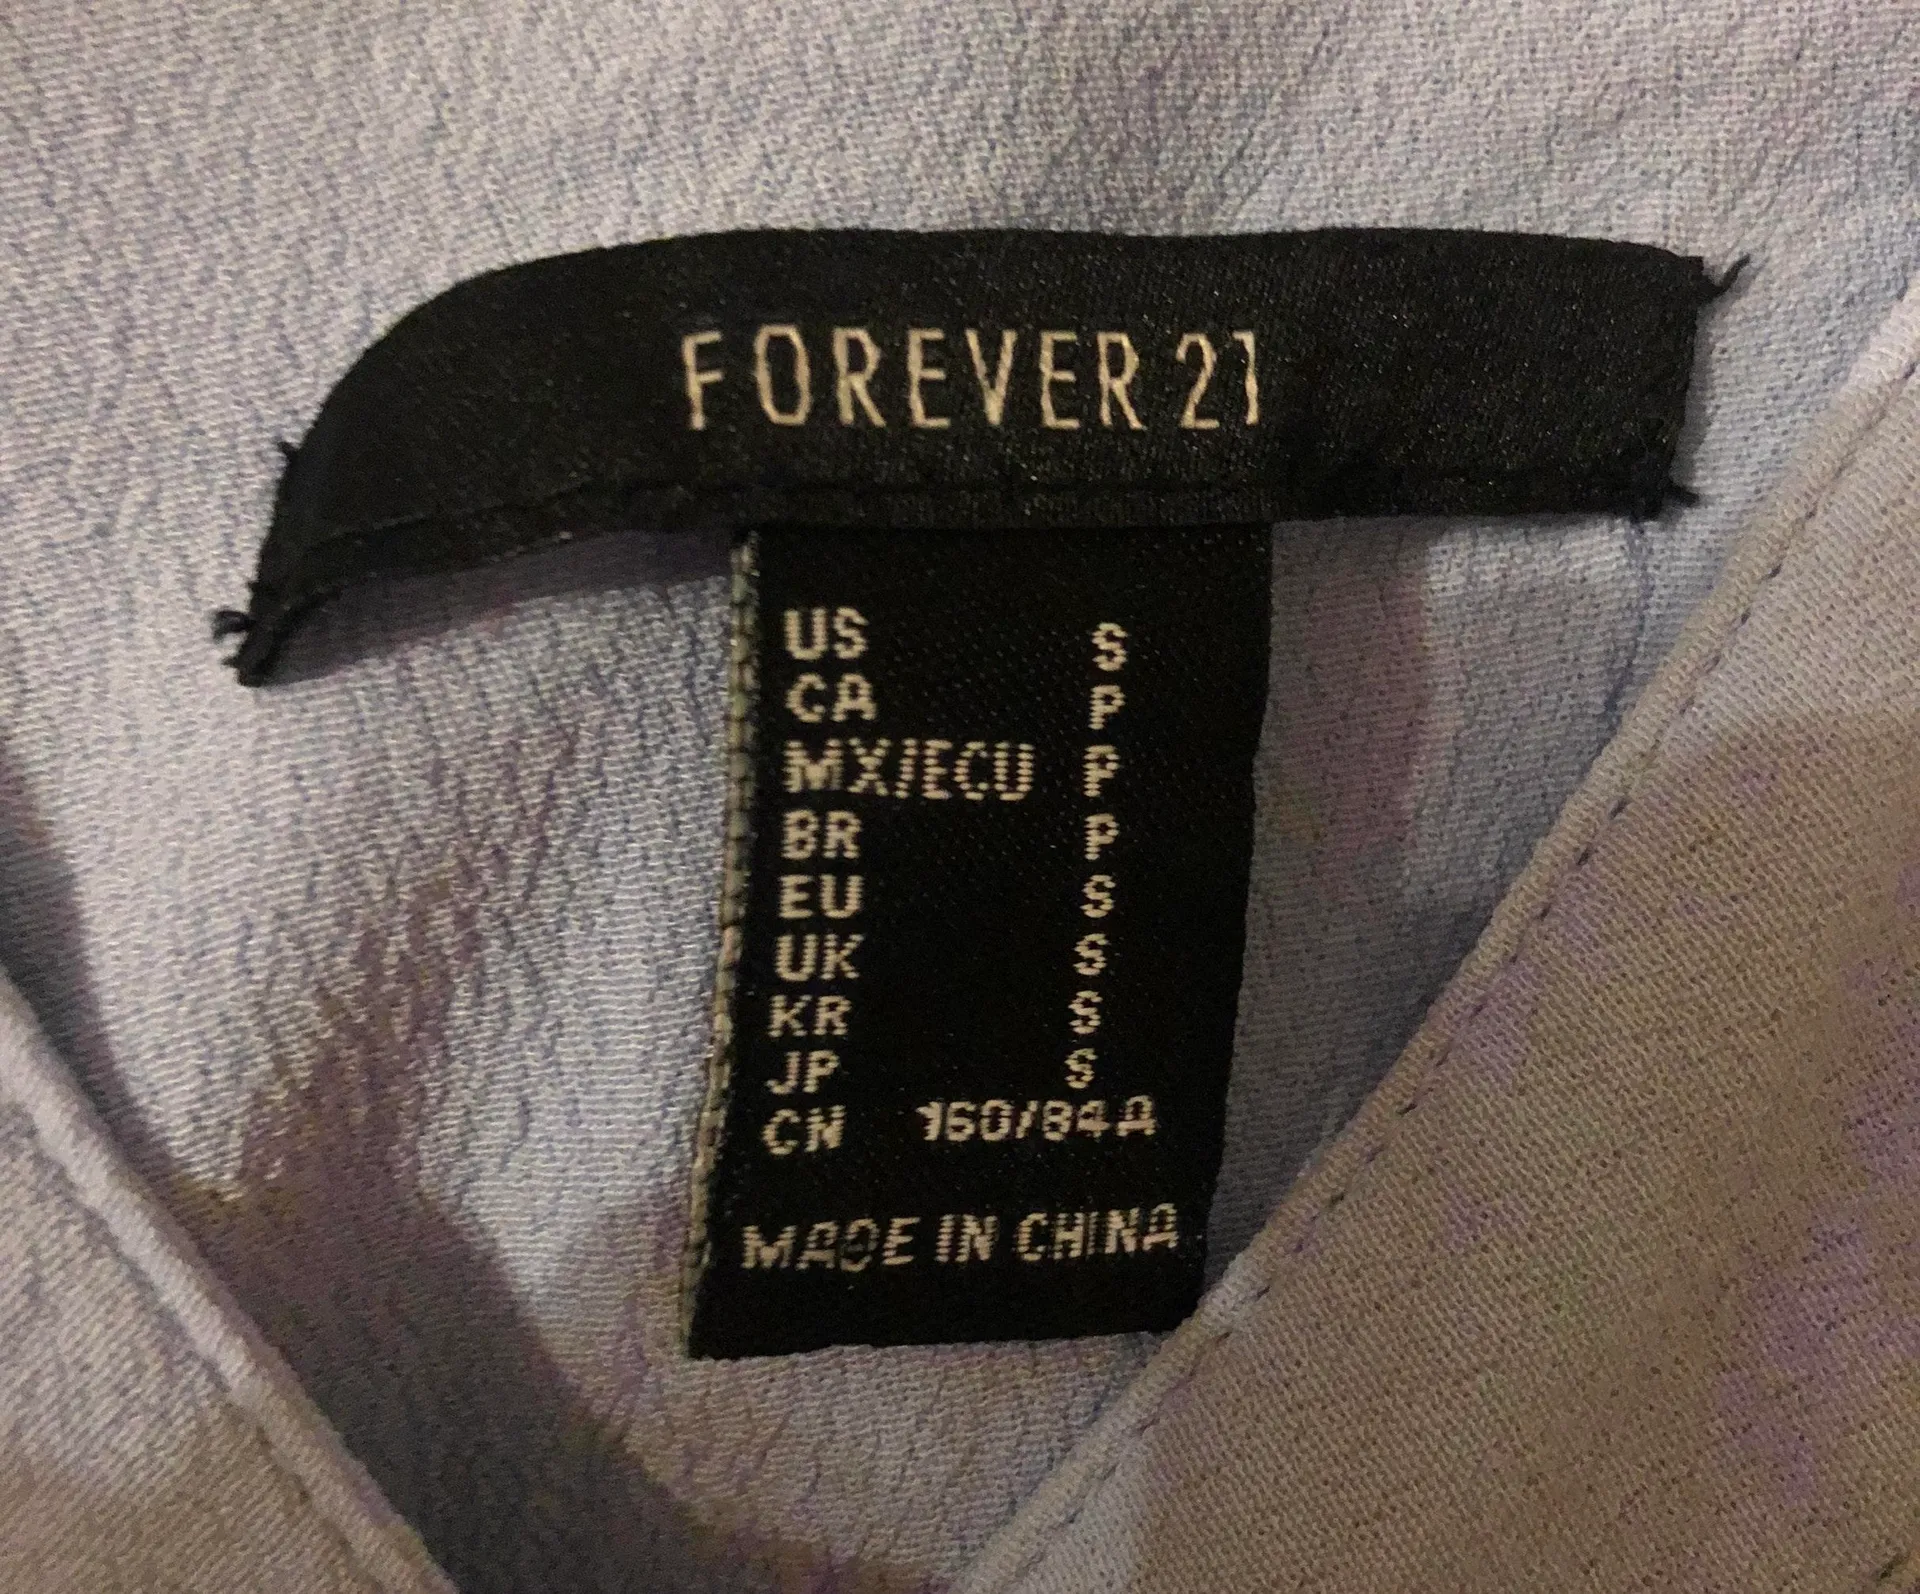 FOREVER 21
US S
CA P
MX/ECU P
BR P
EU S
UK S
KR S
JP S
CN 160/84A
MADE IN CHINA